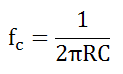 f_c = 1/(2πRC)